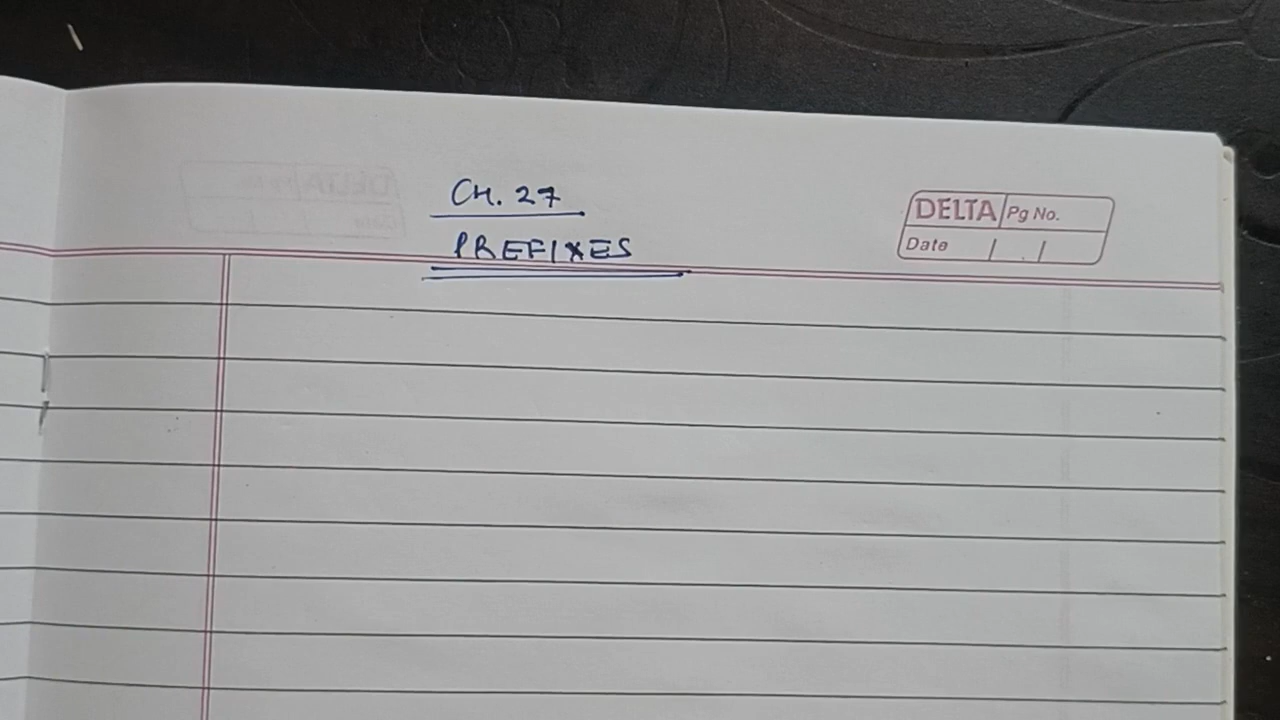 CH. 27
PREFIXES
DELTA Pg No.
Date / /